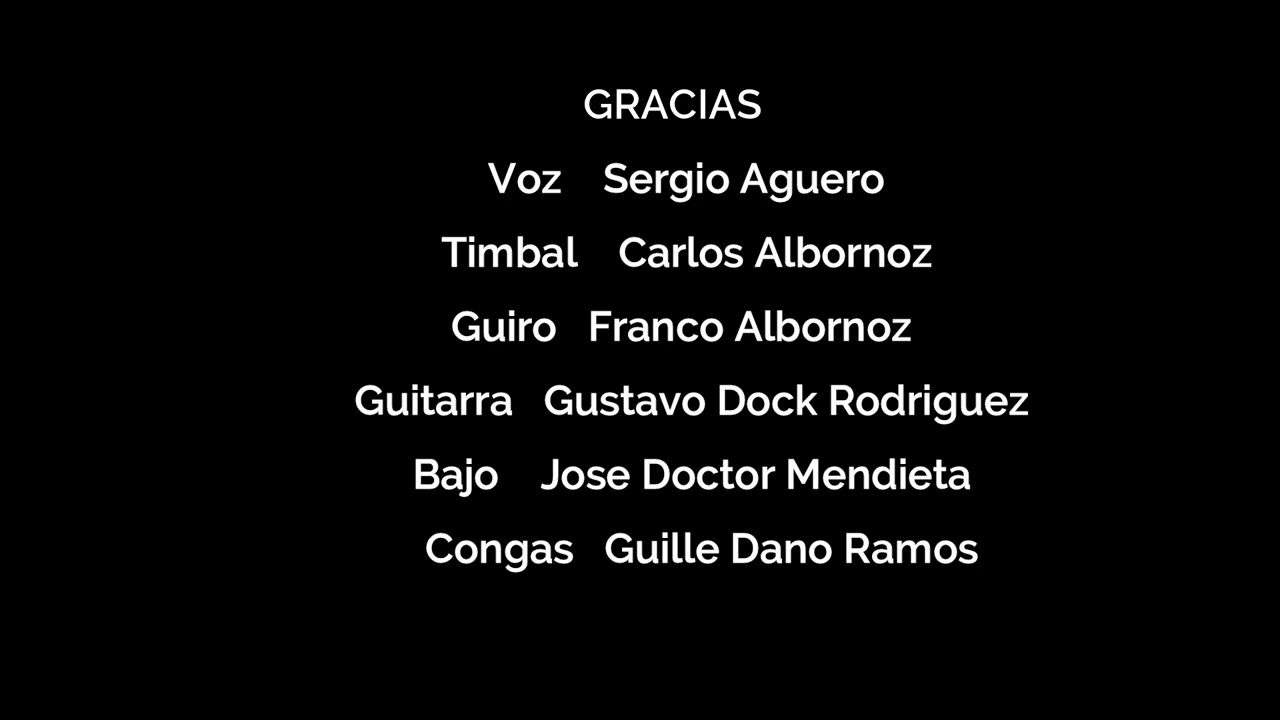 GRACIAS
Voz Sergio Aguero
Timbal Carlos Albornoz
Guiro Franco Albornoz
Guitarra Gustavo Dock Rodriguez
Bajo Jose Doctor Mendieta
Congas Guille Dano Ramos